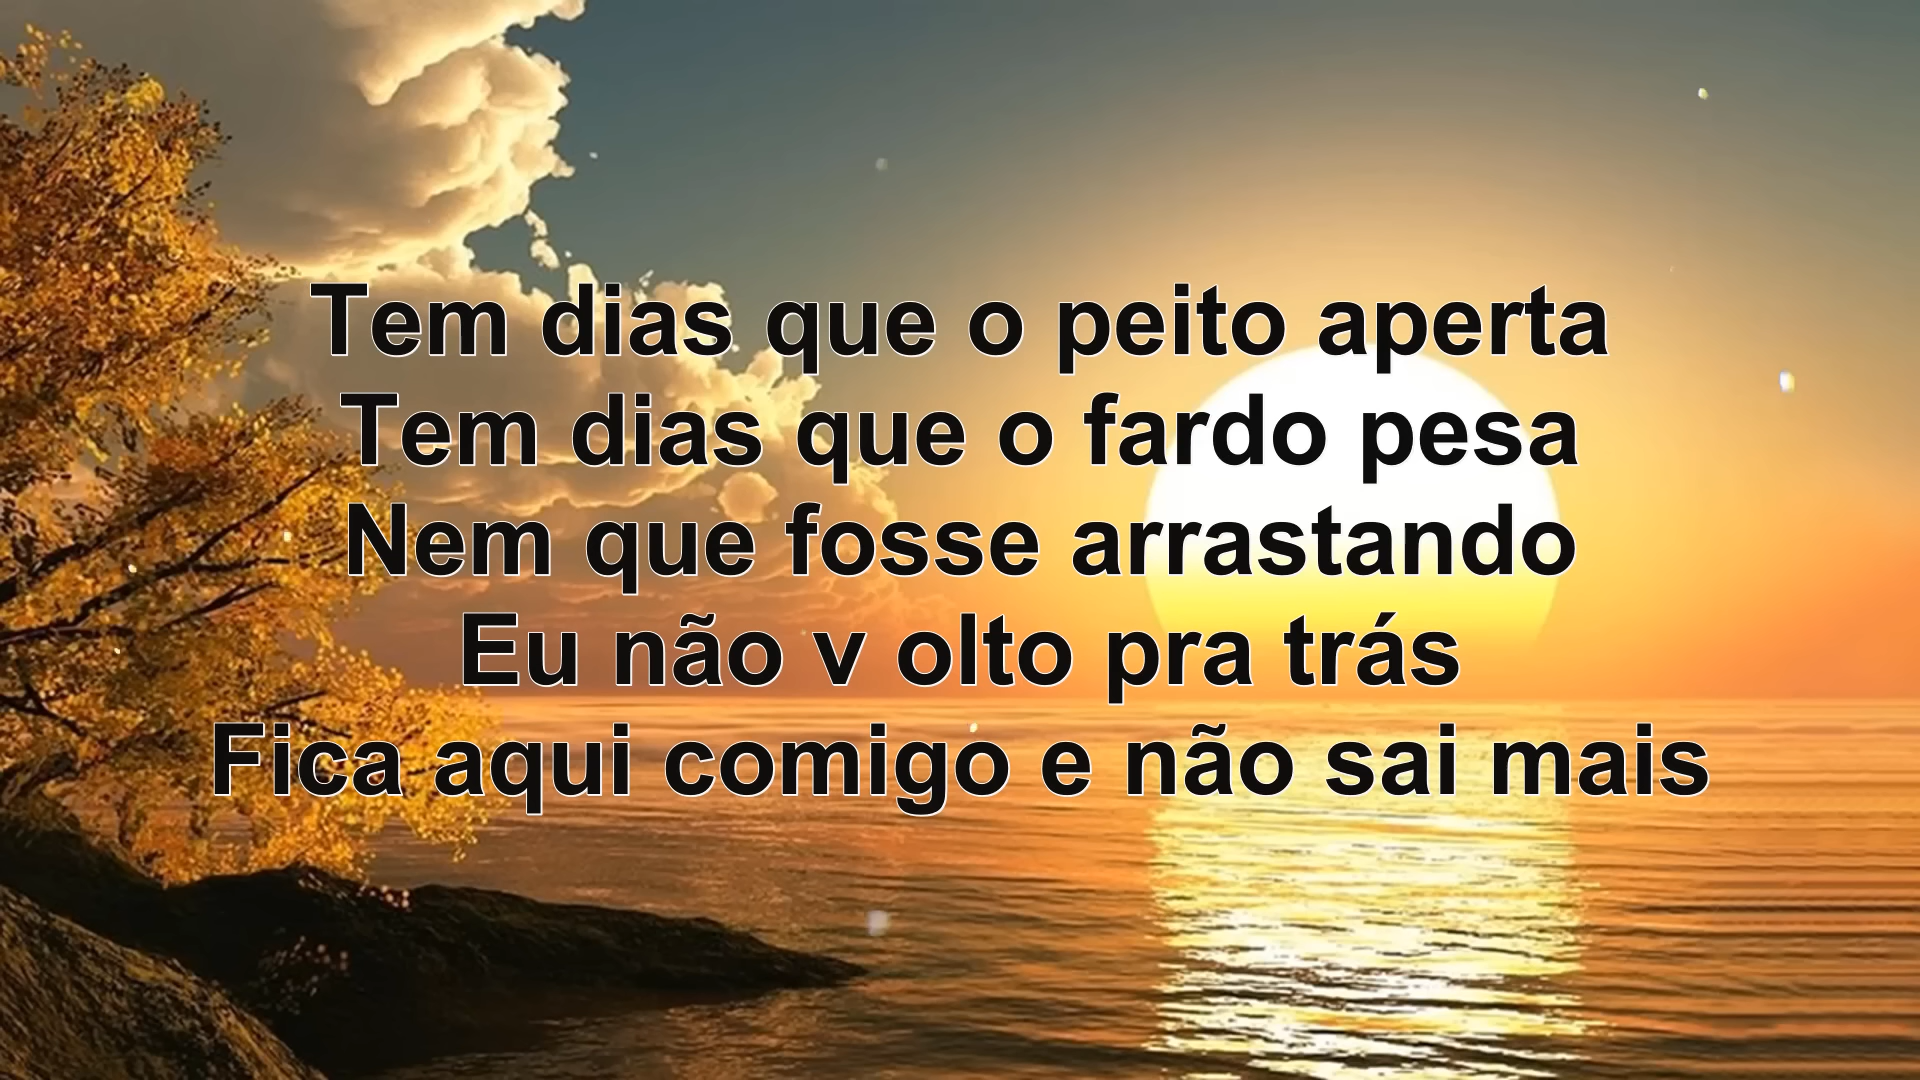 Tem dias que o peito aperta
Tem dias que o fardo pesa
Nem que fosse arrastando
Eu não v olto pra trás
Fica aqui comigo e não sai mais